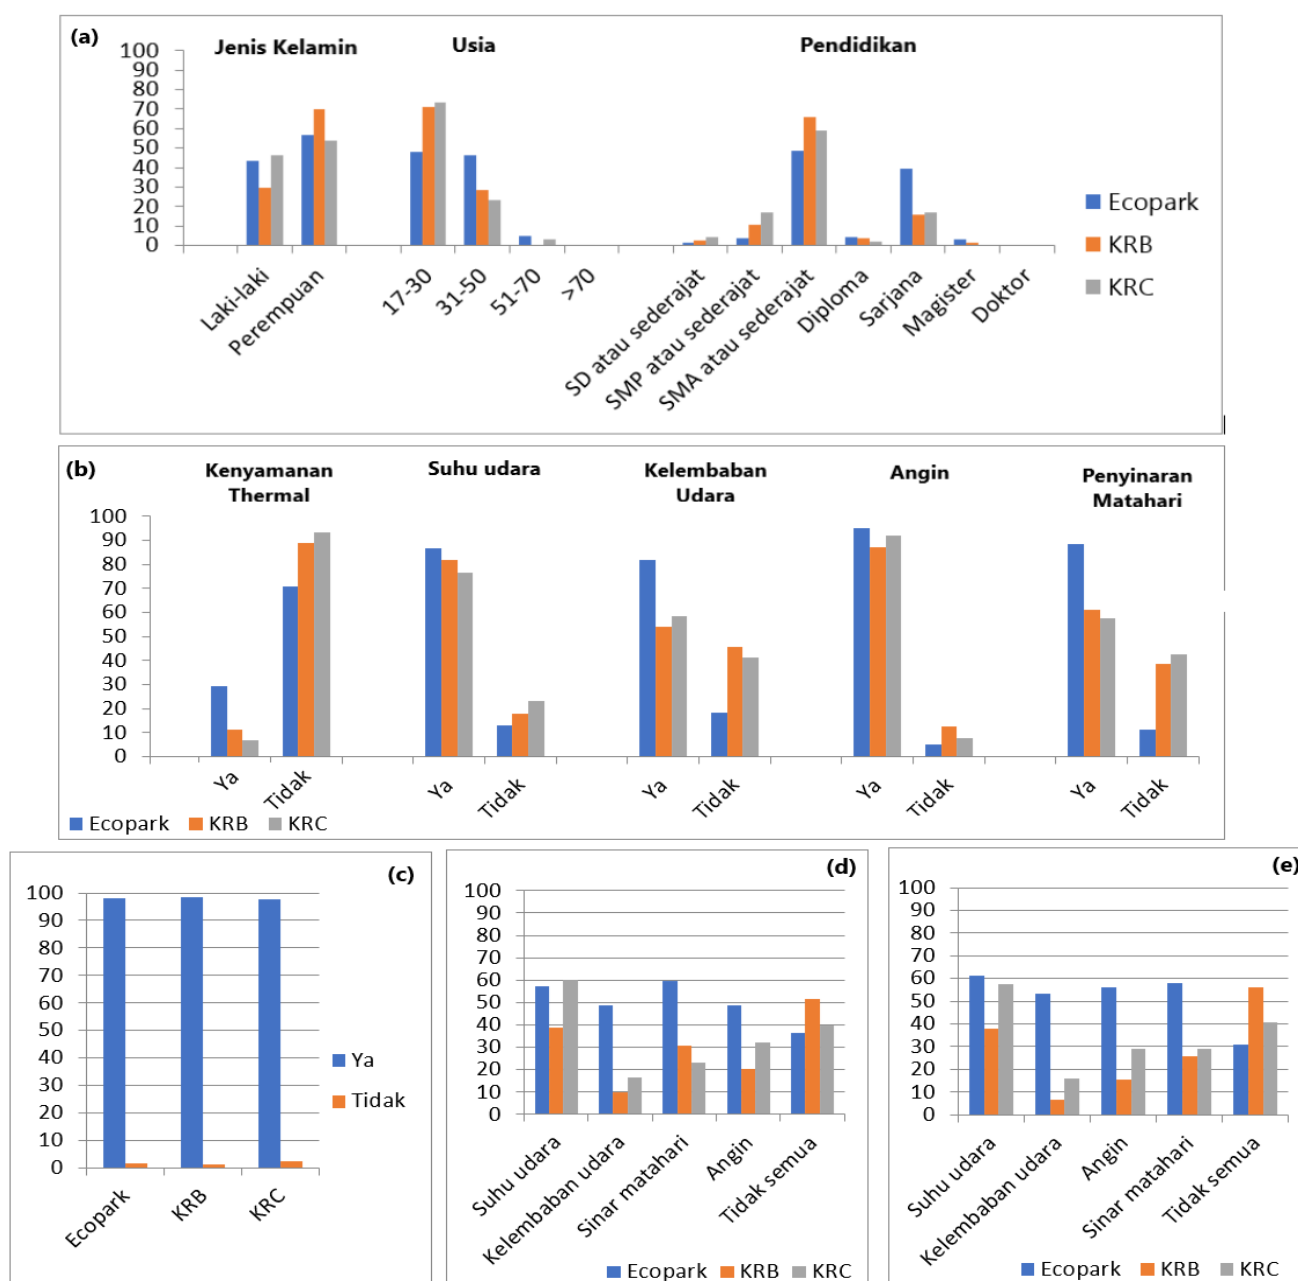 (a)
Jenis Kelamin
Usia
Pendidikan
100
90
80
70
60
50
40
30
20
10
0
Laki-laki
Perempuan
17-30
31-50
51-70
>70
SD atau sederajat
SMP atau sederajat
SMA atau sederajat
Diploma
Sarjana
Magister
Doktor
Ecopark
KRB
KRC
(b)
Kenyamanan
Thermal
Suhu udara
Kelembaban
Udara
Angin
Penyinaran
Matahari
100
90
80
70
60
50
40
30
20
10
0
Ya
Tidak
Ya
Tidak
Ya
Tidak
Ya
Tidak
Ya
Tidak
Ecopark
KRB
KRC
(c)
100
90
80
70
60
50
40
30
20
10
0
Ecopark
KRB
KRC
Ya
Tidak
(d)
100
90
80
70
60
50
40
30
20
10
0
Suhu udara
Kelembaban udara
Sinar matahari
Angin
Tidak semua
Ecopark
KRB
KRC
(e)
100
90
80
70
60
50
40
30
20
10
0
Suhu udara
Kelembaban udara
Angin
Sinar matahari
Tidak semua
Ecopark
KRB
KRC